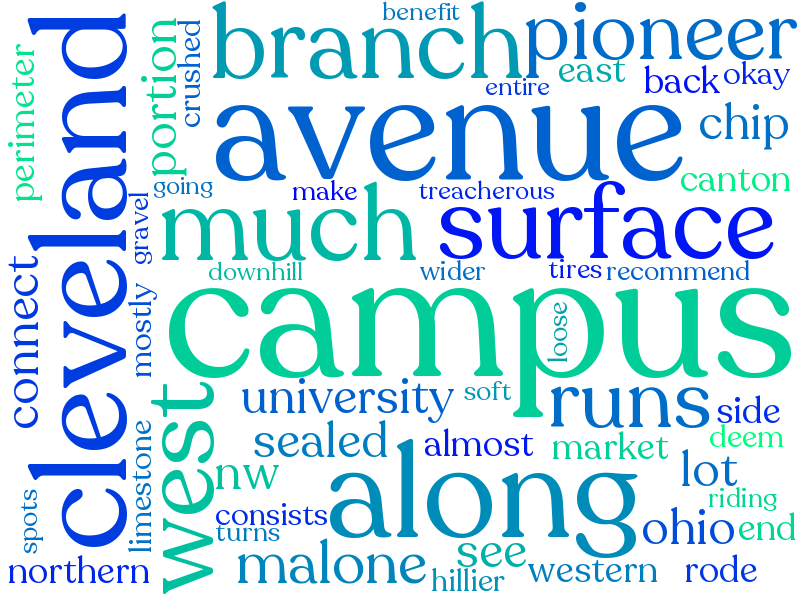 benefit
branch
pioneer
perimeter
portion
crushed
east
entire
back
okay
cleveland
avenue
chip
canton
going
make
treacherous
gravel
much
surface
connect
downhill
wider
tires
recommend
mostly
campus
loose
west
university
soft
runs
side
sealed
almost
market
deem
limestone
nw
along
lot
spots
consists
riding
turns
ohio
end
northern
malone
see
hillier
western
rode